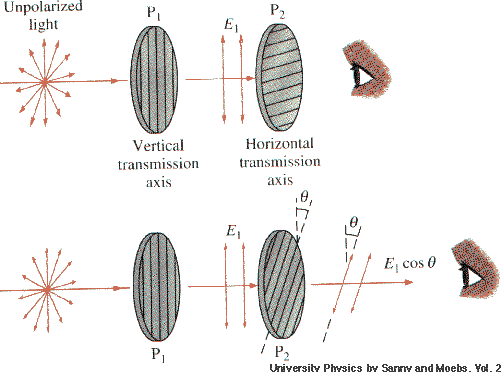 Unpolarized
light
P1
E1
P2
Vertical
transmission
axis
Horizontal
transmission
axis
θ
θ
E1
E1 cos θ
P1
P2
University Physics by Sanny and Moebs. Vol. 2